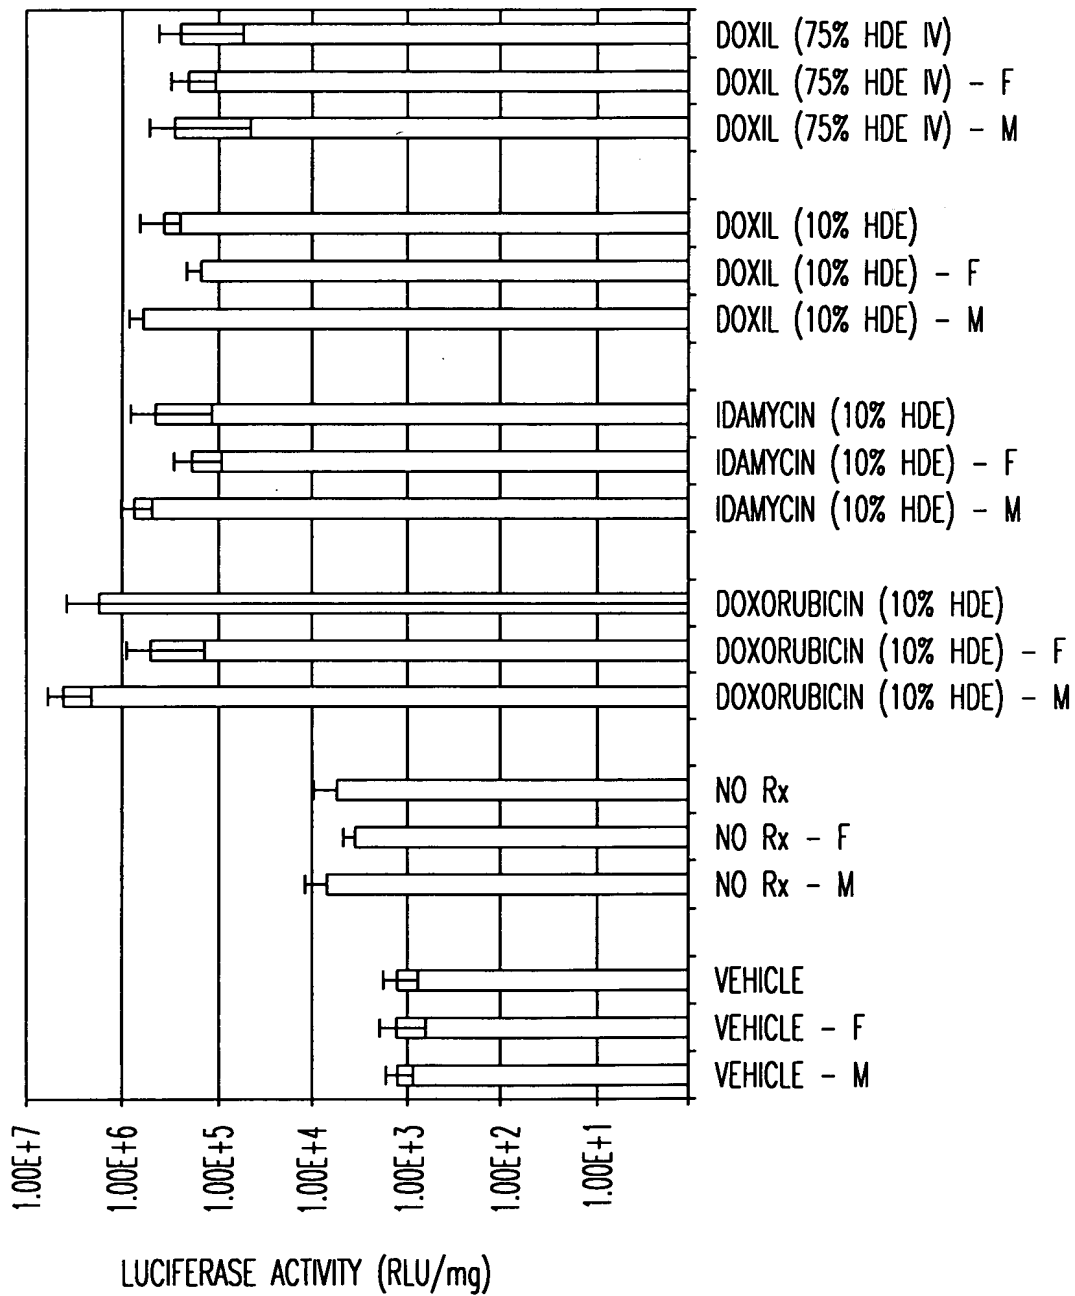 DOXIL (75% HDE IV)
DOXIL (75% HDE IV) - F
DOXIL (75% HDE IV) - M
DOXIL (10% HDE)
DOXIL (10% HDE) - F
DOXIL (10% HDE) - M
IDAMYCIN (10% HDE)
IDAMYCIN (10% HDE) - F
IDAMYCIN (10% HDE) - M
DOXORUBICIN (10% HDE)
DOXORUBICIN (10% HDE) - F
DOXORUBICIN (10% HDE) - M
NO Rx
NO Rx - F
NO Rx - M
VEHICLE
VEHICLE - F
VEHICLE - M
1.00E+7
1.00E+6
1.00E+5
1.00E+4
1.00E+3
1.00E+2
1.00E+1
LUCIFERASE ACTIVITY (RLU/mg)